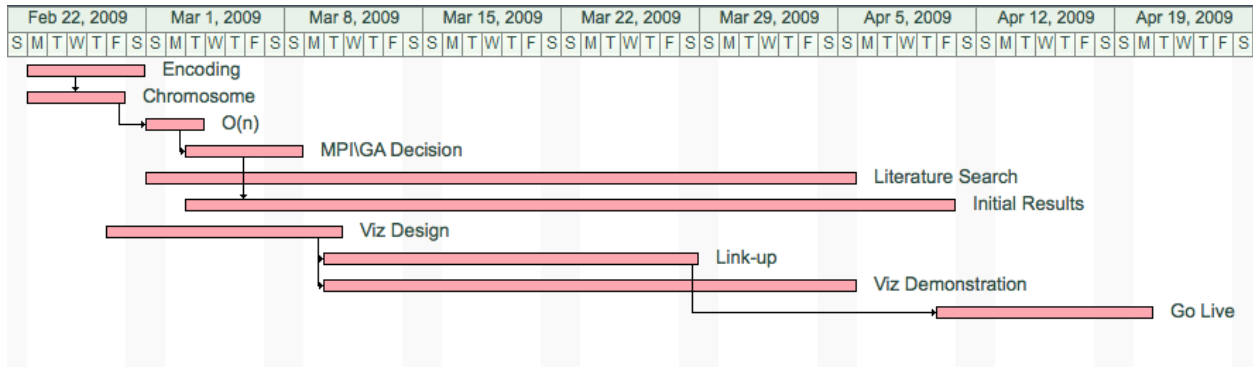 Feb 22, 2009 Mar 1, 2009 Mar 8, 2009 Mar 15, 2009 Mar 22, 2009 Mar 29, 2009 Apr 5, 2009 Apr 12, 2009 Apr 19, 2009
S M T W T F S S M T W T F S S M T W T F S S M T W T F S S M T W T F S S M T W T F S S M T W T F S S M T W T F S S M T W T F S
Encoding
Chromosome
O(n)
MPI\GA Decision
Literature Search
Initial Results
Viz Design
Link-up
Viz Demonstration
Go Live